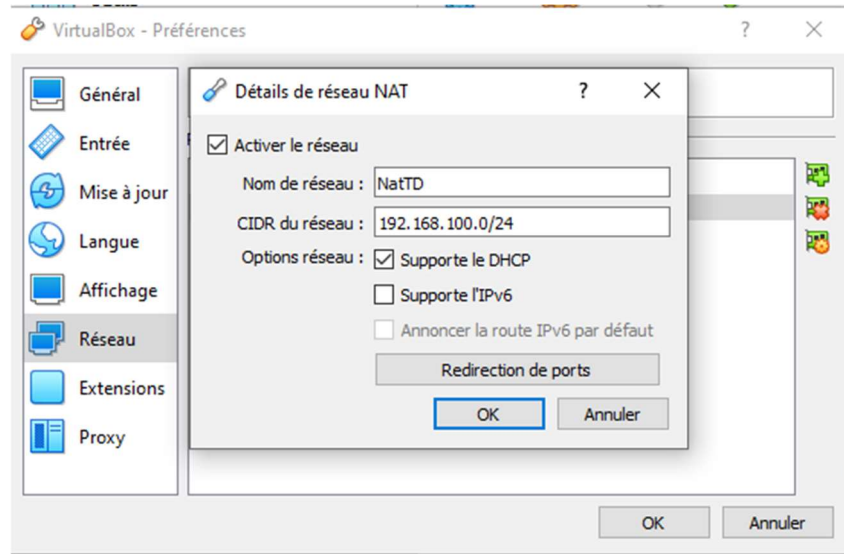 VirtualBox - Préférences
Général
Entrée
Mise à jour
Langue
Affichage
Réseau
Extensions
Proxy
Détails de réseau NAT
Activer le réseau
Nom de réseau : NatTD
CIDR du réseau : 192.168.100.0/24
Options réseau : Supporte le DHCP
Supporte l'IPv6
Annoncer la route IPv6 par défaut
Redirection de ports
OK Annuler
OK Annuler